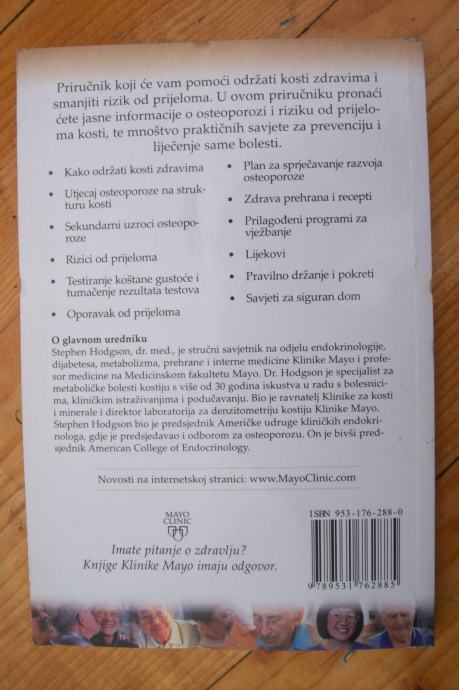 Priručnik koji će vam pomoći održati kosti zdravima i
smanjiti rizik od prijeloma. U ovom priručniku pronaći
ćete jasne informacije o osteoporozi i riziku od prijelo-
ma kosti, te mnoštvo praktičnih savjete za prevenciju i
liječenje same bolesti.
• Kako održati kosti zdravima
• Utjecaj osteoporoze na struk-
turu kosti
• Sekundarni uzroci osteopo-
roze
• Rizici od prijeloma
• Testiranje koštane gustoće i
tumačenje rezultata testova
• Oporavak od prijeloma
• Plan za sprječavanje razvoja
osteoporoze
• Zdrava prehrana i recepti
• Prilagođeni programi za
vježbanje
• Lijekovi
• Pravilno držanje i pokreti
• Savjeti za siguran dom
O glavnom uredniku
Stephen Hodgson, dr. med., je stručni savjetnik na odjelu endokrinologije,
dijabetesa, metabolizma, prehrane i interne medicine Klinike Mayo i profe-
sor medicine na Medicinskom fakultetu Mayo. Dr. Hodgson je specijalist za
metaboličke bolesti kostiju s više od 30 godina iskustva u radu s bolesnici-
ma, kliničkim istraživanjima i podučavanju. Bio je ravnatelj Klinike za kosti
i minerale i direktor laboratorija za denzitometriju kostiju Klinike Mayo.
Stephen Hodgson bio je predsjednik Američke udruge kliničkih endokri-
nologa, gdje je predsjedavao i odborom za osteoporozu. On je bivši pred-
sjednik American College of Endocrinology.
Novosti na internetskoj stranici: www.MayoClinic.com
MAYO
CLINIC
Imate pitanje o zdravlju?
Knjige Klinike Mayo imaju odgovor.
ISBN 953-176-288-0
9 789531 762885